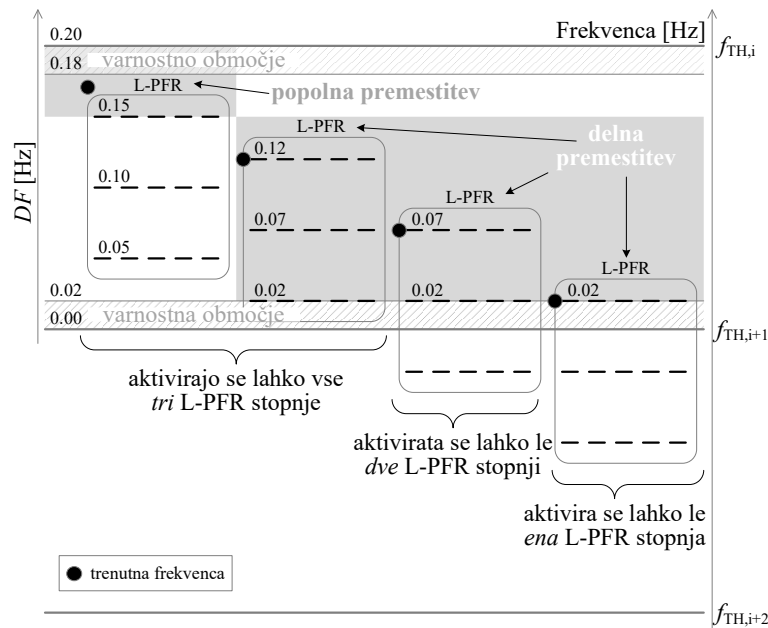 0.20
Frekvenca [Hz]
f_TH,i
0.18
varnostno območje
L-PFR
popolna premestitev
0.15
L-PFR
delna
premestitev
0.12
DF [Hz]
0.10
L-PFR
0.07
0.07
0.05
L-PFR
0.02
0.02
0.02
0.02
0.00
varnostna območje
f_TH,i+1
aktivirajo se lahko vse
tri L-PFR stopnje
aktivirata se lahko le
dve L-PFR stopnji
aktivira se lahko le
ena L-PFR stopnja
trenutna frekvenca
f_TH,i+2